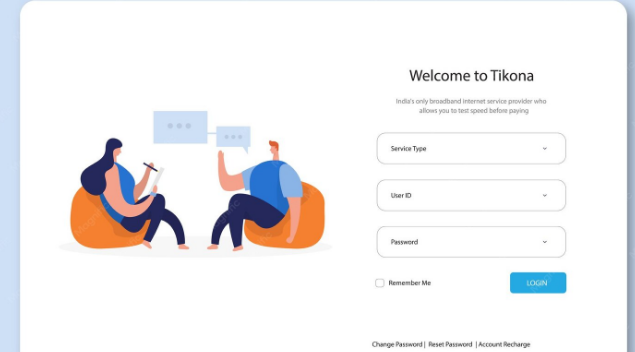 Welcome to Tikona
India's only broadband internet service provider who
allows you to test speed before paying
Service Type
User ID
Password
Remember Me
LOGIN
Change Password | Reset Password | Account Recharge